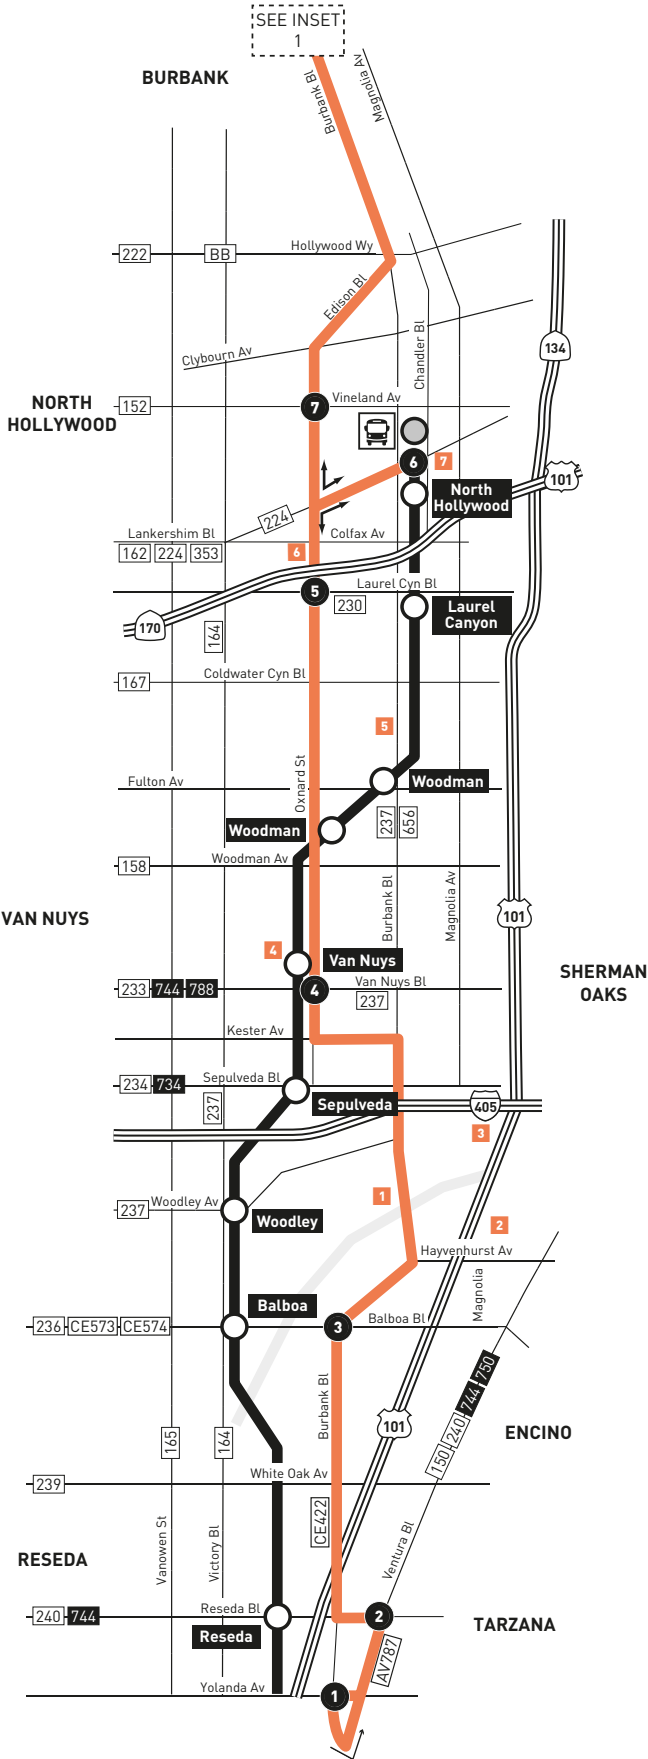 SEE INSET
1
BURBANK
Burbank Bl
Magnolia Av
222
BB
Hollywood Wy
Edison Bl
Chandler Bl
134
Clybourn Av
NORTH
HOLLYWOOD
152
7
Vineland Av
6
7
101
North
Hollywood
224
Lankershim Bl
Colfax Av
162
224
353
6
5
Laurel Cyn Bl
230
Laurel
Canyon
170
164
167
Coldwater Cyn Bl
5
Oxnard St
Fulton Av
Woodman
Woodman
237
656
158
Woodman Av
Burbank Bl
Magnolia Av
101
VAN NUYS
4
Van Nuys
SHERMAN
OAKS
233
744
788
4
Van Nuys Bl
237
Kester Av
234
734
Sepulveda Bl
237
Sepulveda
405
3
1
237
Woodley Av
Woodley
2
Hayvenhurst Av
Magnolia
Balboa
236
CE573
CE574
3
Balboa Bl
Burbank Bl
101
750
744
240
150
ENCINO
165
164
White Oak Av
239
CE422
Vanowen St
Victory Bl
Ventura Bl
RESEDA
240
744
Reseda Bl
Reseda
2
TARZANA
AV787
Yolanda Av
1